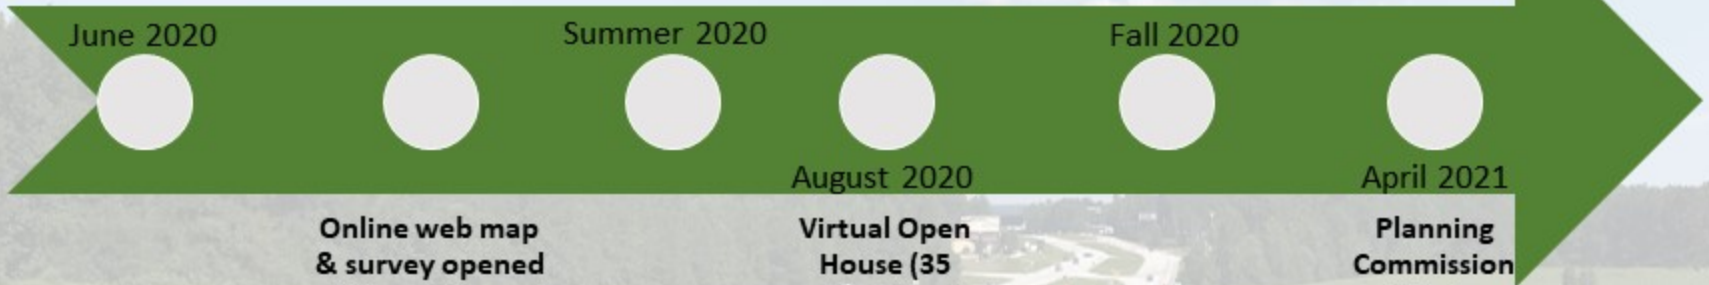 June 2020
Summer 2020
Fall 2020
August 2020
April 2021
Online web map
& survey opened
Virtual Open
House (35
Planning
Commission